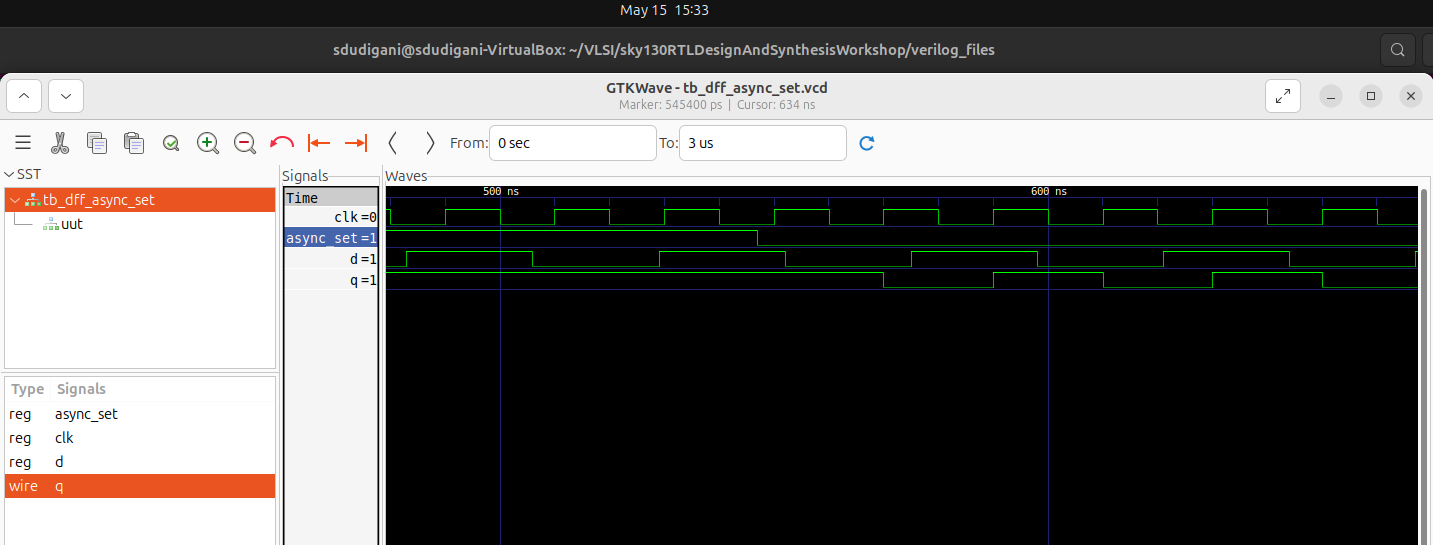 May 15 15:33
sdudigani@sdudigani-VirtualBox: ~/VLSI/sky130RTLDesignAndSynthesisWorkshop/verilog_files
GTKWave - tb_dff_async_set.vcd
Marker: 545400 ps | Cursor: 634 ns
From: 0 sec To: 3 us
SST
tb_dff_async_set
uut
Type Signals
reg async_set
reg clk
reg d
wire q
Signals
Time
clk=0
async_set=1
d=1
q=1
Waves
500 ns 600 ns